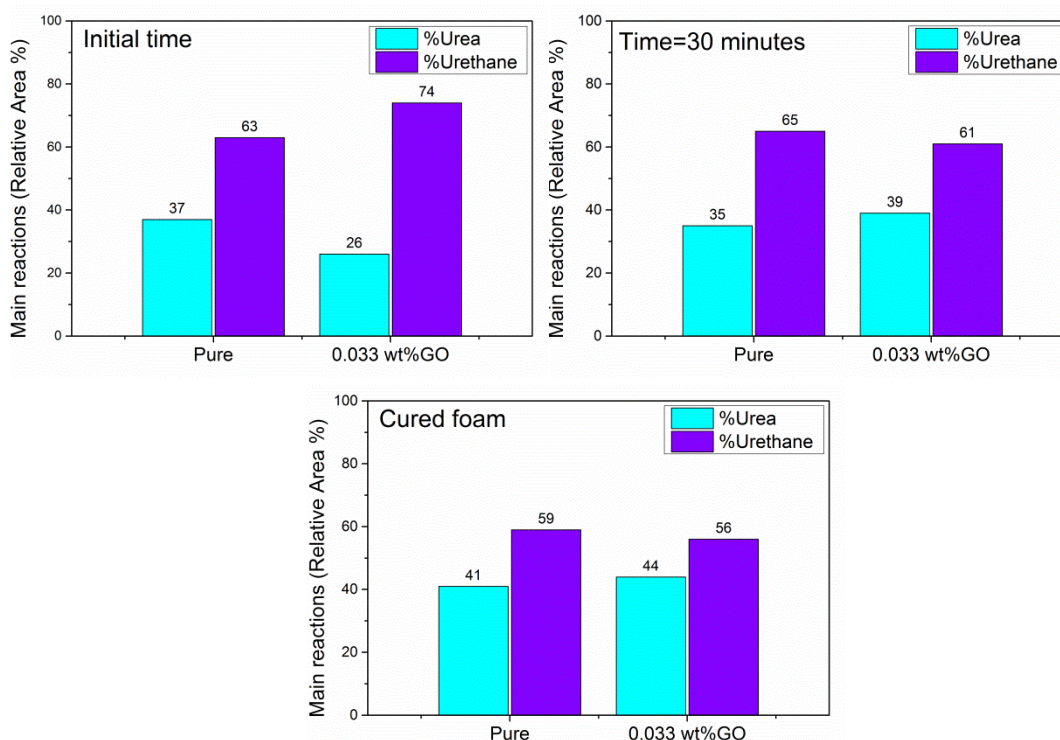 Initial time
%Urea
%Urethane
Main reactions (Relative Area %)
100
80
60
40
20
0
37
63
26
74
Pure
0.033 wt%GO
Time=30 minutes
%Urea
%Urethane
Main reactions (Relative Area %)
100
80
60
40
20
0
35
65
39
61
Pure
0.033 wt%GO
Cured foam
%Urea
%Urethane
Main reactions (Relative Area %)
100
80
60
40
20
0
41
59
44
56
Pure
0.033 wt%GO